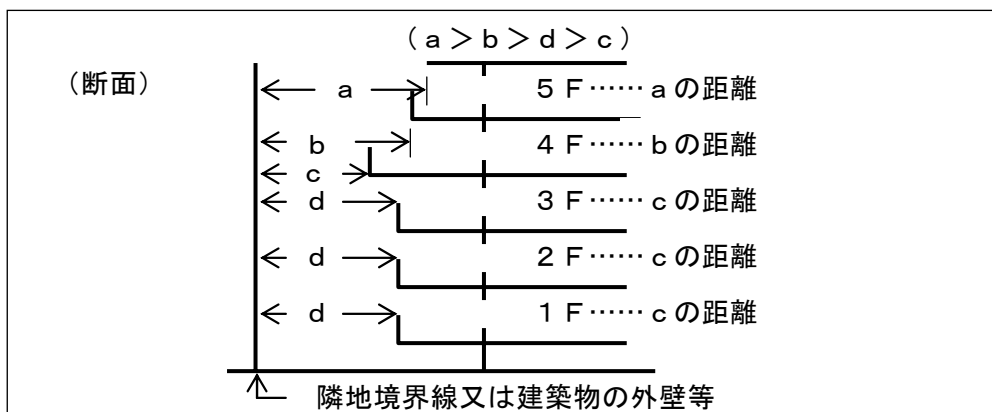 (a>b>d>c)
(断面)
a 5F……aの距離
b 4F……bの距離
c
d 3F……cの距離
d 2F……cの距離
d 1F……cの距離
隣地境界線又は建築物の外壁等